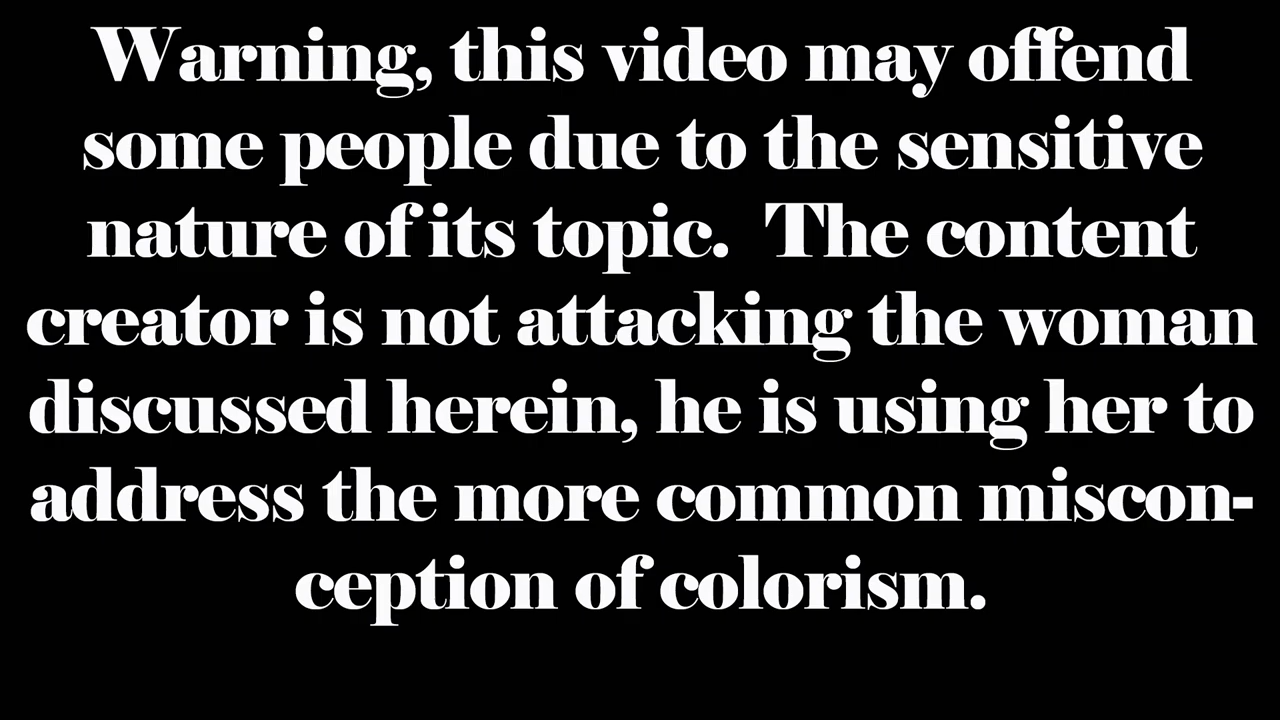 Warning, this video may offend
some people due to the sensitive
nature of its topic.  The content
creator is not attacking the woman
discussed herein, he is using her to
address the more common miscon-
ception of colorism.